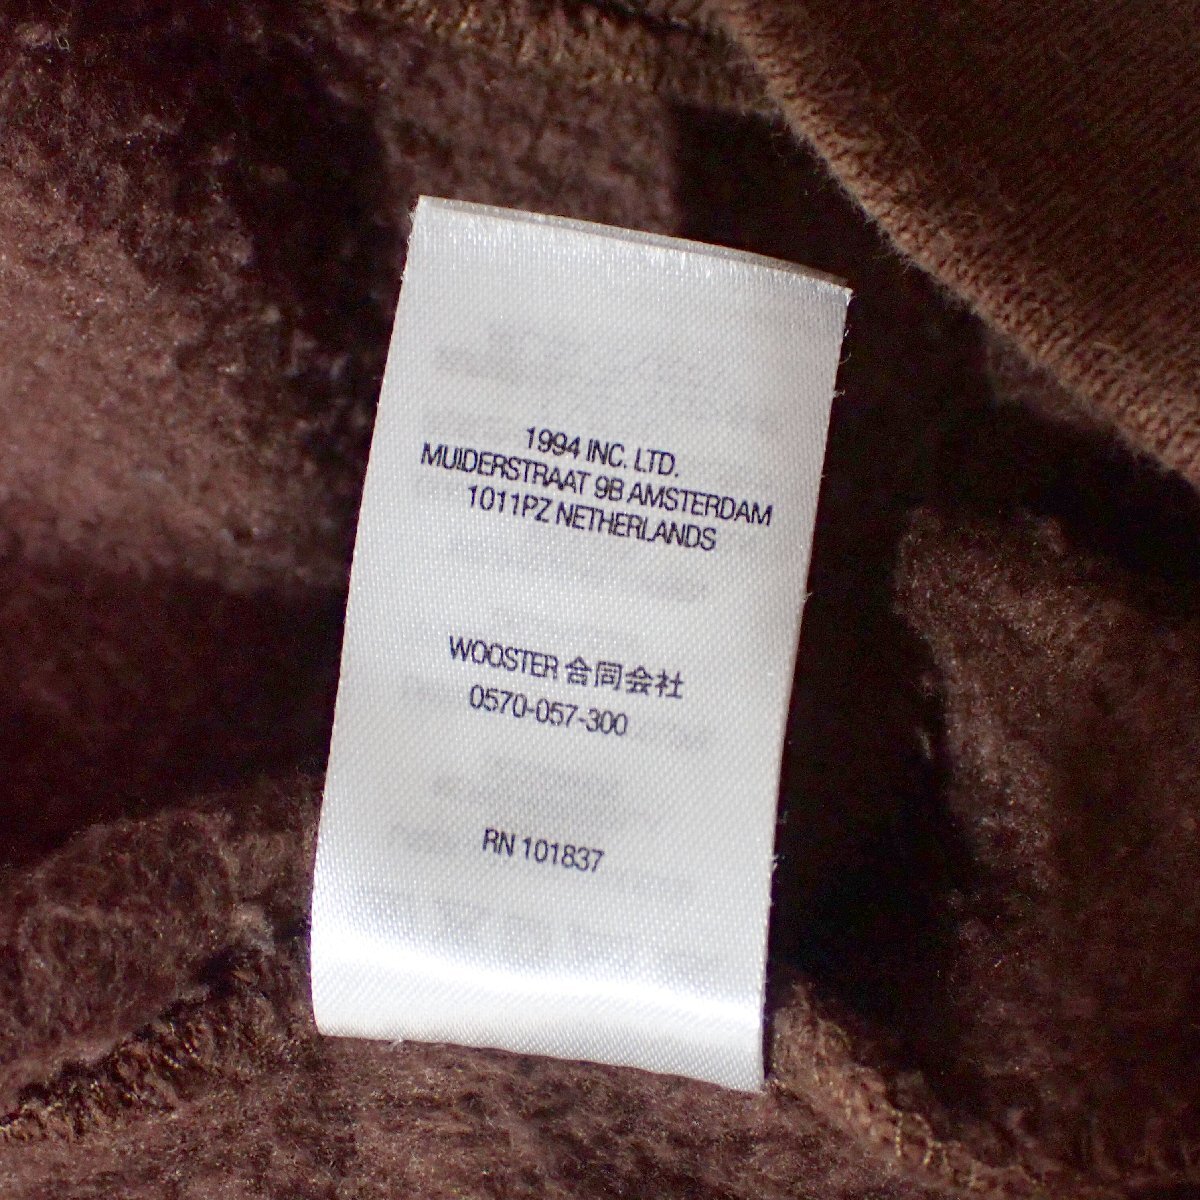 1994 INC. LTD.
MUIDERSTRAAT 9B AMSTERDAM
1011PZ NETHERLANDS
WOOSTER 合同会社
0570-057-300
RN 101837